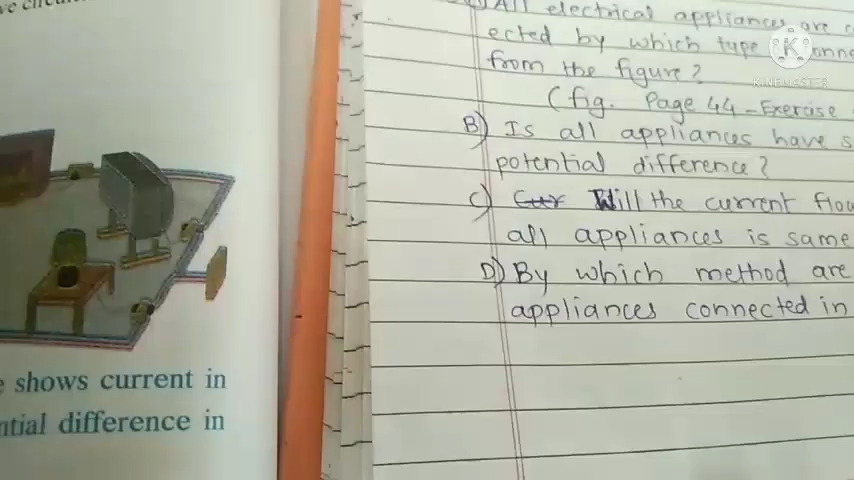 All electrical appliances are
ected by which type
from the figure?
(fig. Page 44 - Exercise
B) Is all appliances have s
potential difference?
C) Will the current flow
all appliances is same
D) By which method are
appliances connected in
shows current in
ntial difference in
K
KINEMASTER